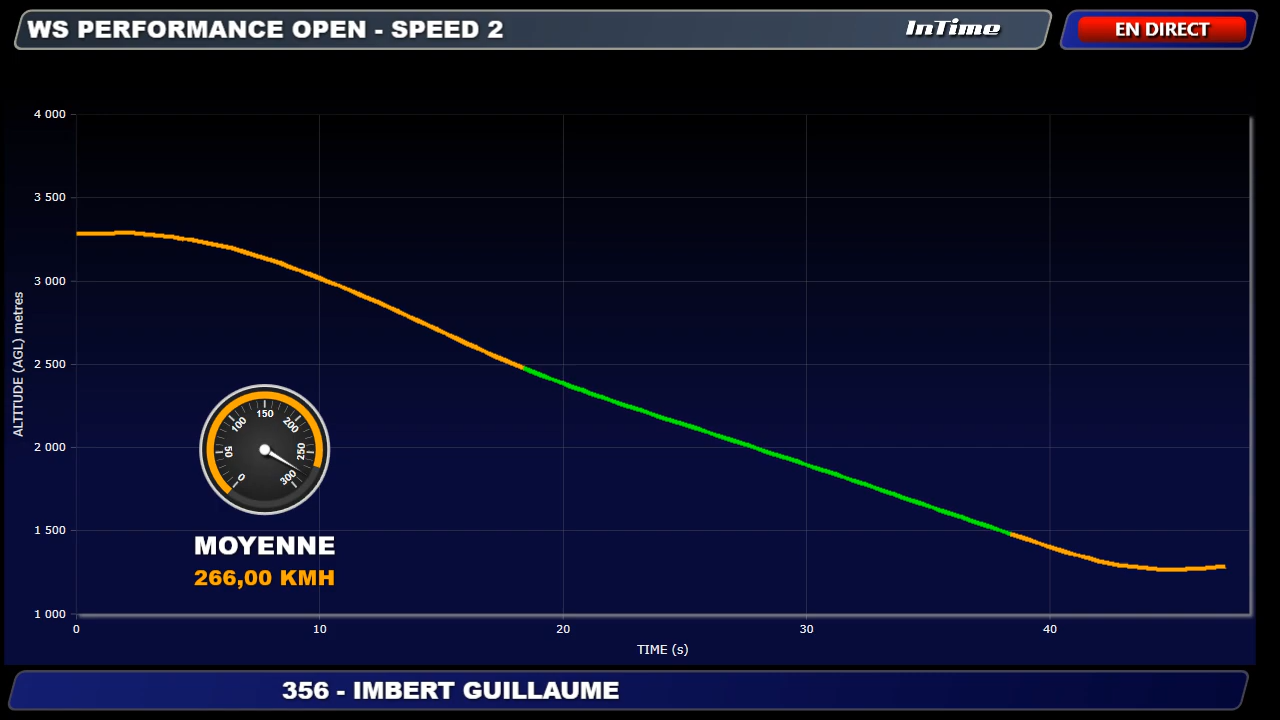 WS PERFORMANCE OPEN - SPEED 2
InTime
EN DIRECT
4 000
3 500
3 000
2 500
2 000
1 500
1 000
ALTITUDE (AGL) metres
0
50
100
150
200
250
300
MOYENNE
266,00 KMH
0
10
20
30
40
TIME (s)
356 - IMBERT GUILLAUME